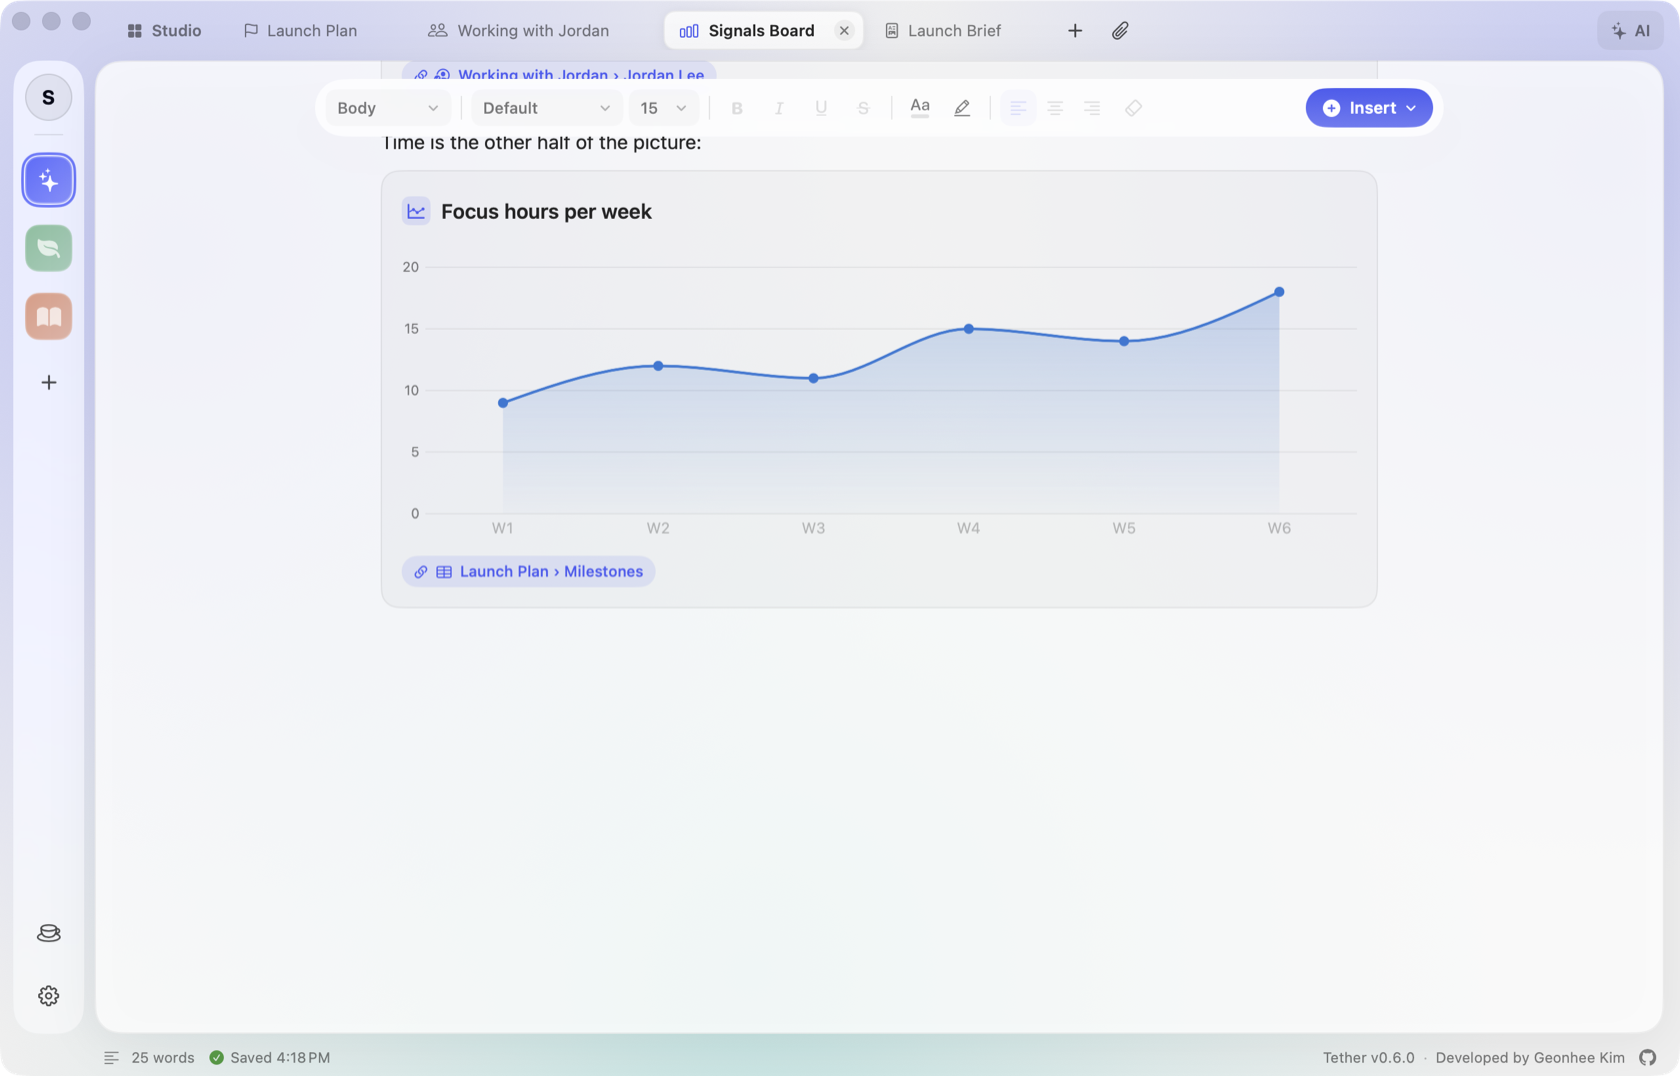 Studio
Launch Plan
Working with Jordan
Signals Board
Launch Brief
AI
S
Working with Jordan › Jordan Lee
Body
Default
15
B I U S
Aa
Insert
Time is the other half of the picture:
Focus hours per week
20
15
10
5
0
W1 W2 W3 W4 W5 W6
Launch Plan › Milestones
25 words
Saved 4:18 PM
Tether v0.6.0 · Developed by Geonhee Kim